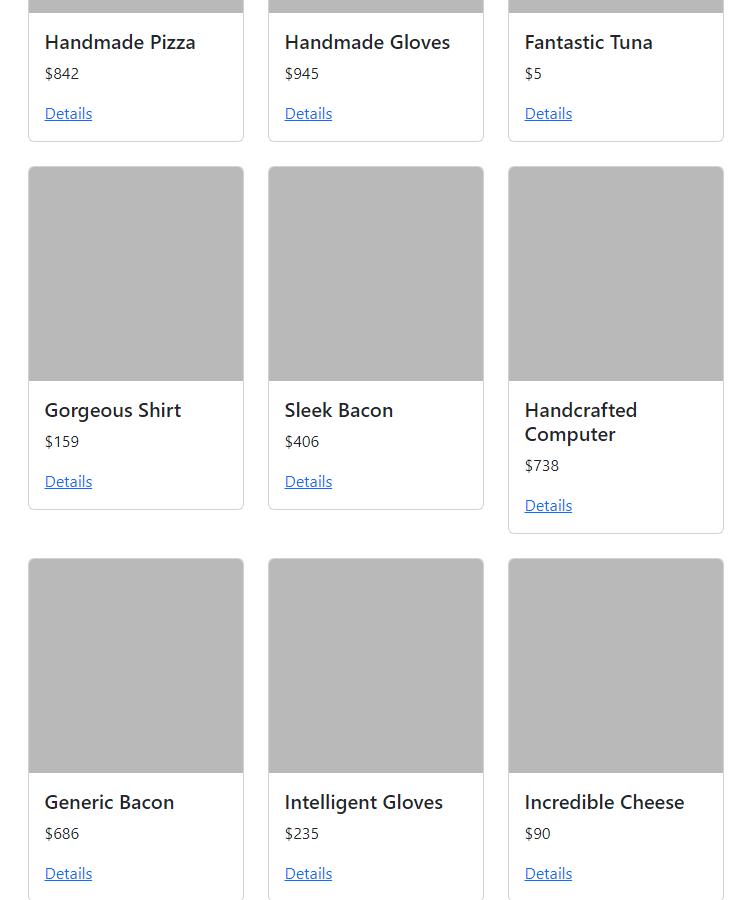 Handmade Pizza
$842
Details
Handmade Gloves
$945
Details
Fantastic Tuna
$5
Details
Gorgeous Shirt
$159
Details
Sleek Bacon
$406
Details
Handcrafted
Computer
$738
Details
Generic Bacon
$686
Details
Intelligent Gloves
$235
Details
Incredible Cheese
$90
Details